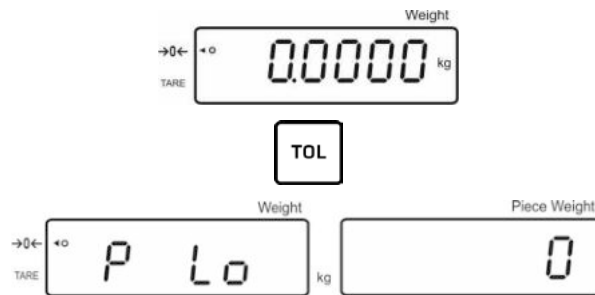 Weight
→0← 0.0000 kg
TARE
TOL
Weight Piece Weight
→0← P Lo 0
TARE kg